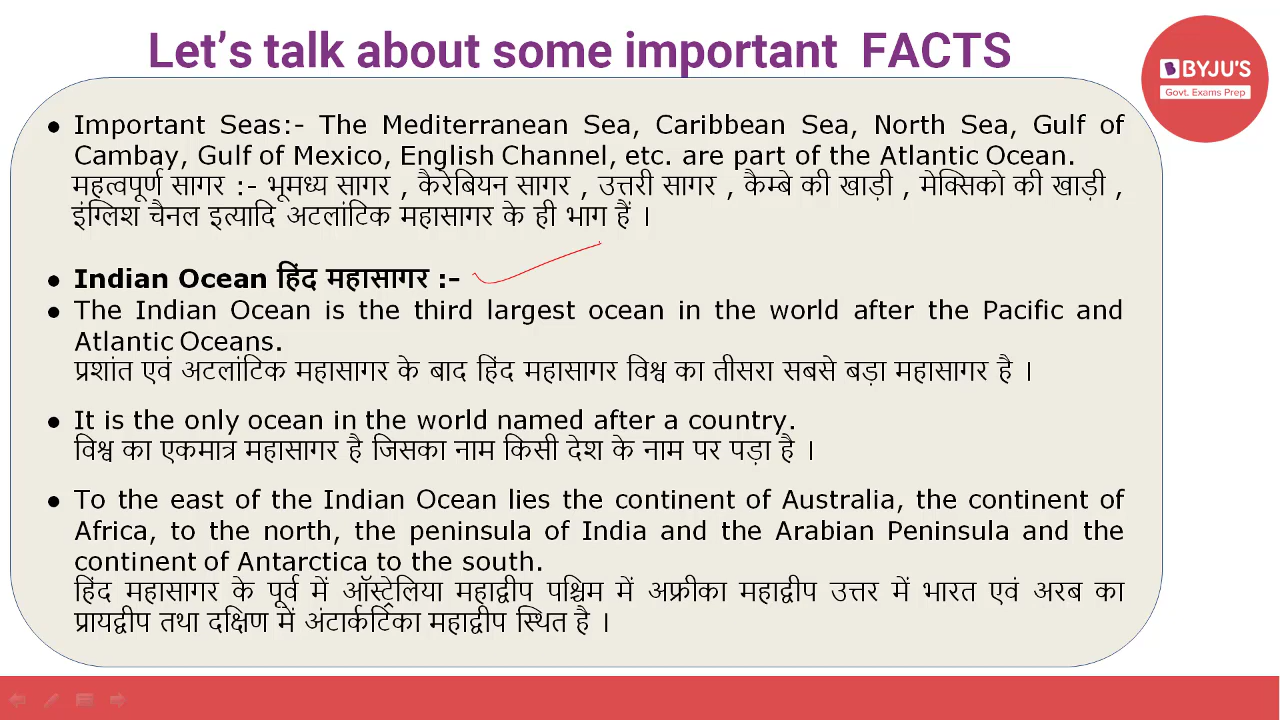 Let’s talk about some important FACTS
BYJU'S
Govt. Exams Prep
● Important Seas:- The Mediterranean Sea, Caribbean Sea, North Sea, Gulf of
Cambay, Gulf of Mexico, English Channel, etc. are part of the Atlantic Ocean.
महत्वपूर्ण सागर :- भूमध्य सागर , कैरेबियन सागर , उत्तरी सागर , कैम्बे की खाड़ी , मेक्सिको की खाड़ी ,
इंग्लिश चैनल इत्यादि अटलांटिक महासागर के ही भाग हैं ।
● Indian Ocean हिंद महासागर :-
● The Indian Ocean is the third largest ocean in the world after the Pacific and
Atlantic Oceans.
प्रशांत एवं अटलांटिक महासागर के बाद हिंद महासागर विश्व का तीसरा सबसे बड़ा महासागर है ।
● It is the only ocean in the world named after a country.
विश्व का एकमात्र महासागर है जिसका नाम किसी देश के नाम पर पड़ा है ।
● To the east of the Indian Ocean lies the continent of Australia, the continent of
Africa, to the north, the peninsula of India and the Arabian Peninsula and the
continent of Antarctica to the south.
हिंद महासागर के पूर्व में ऑस्ट्रेलिया महाद्वीप पश्चिम में अफ्रीका महाद्वीप उत्तर में भारत एवं अरब का
प्रायद्वीप तथा दक्षिण में अंटार्कटिका महाद्वीप स्थित है ।